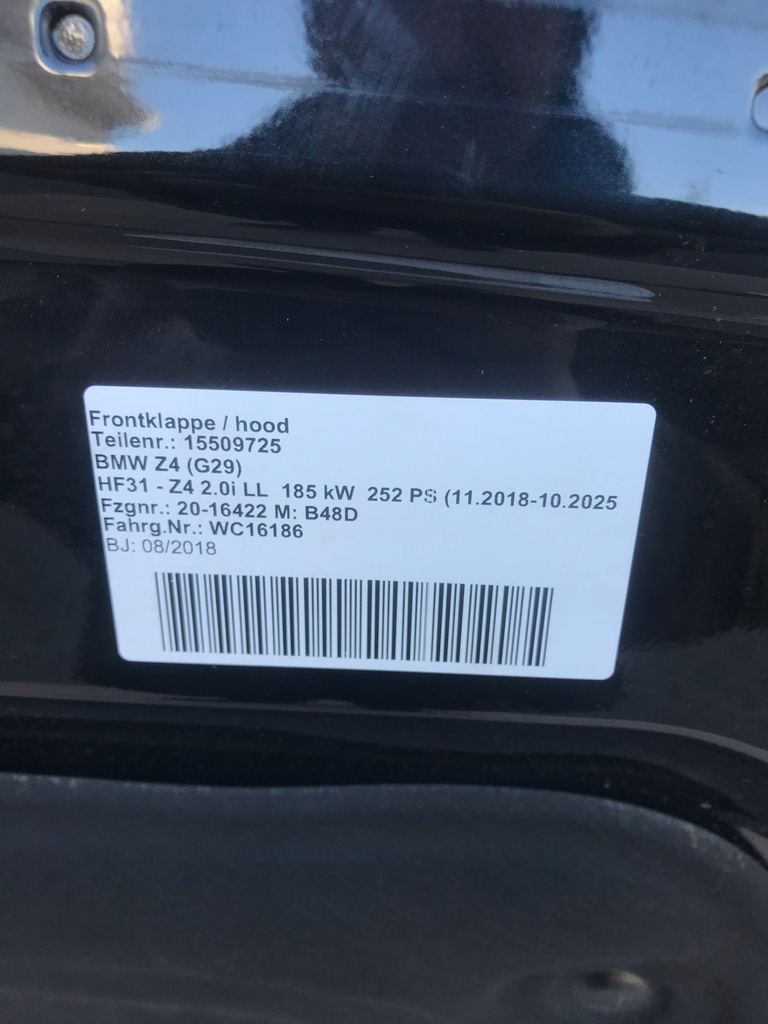 Frontklappe / hood
Teilenr.: 15509725
BMW Z4 (G29)
HF31 - Z4 2.0i LL 185 kW 252 PS (11.2018-10.2025
Fzgnr.: 20-16422 M: B48D
Fahrg.Nr.: WC16186
BJ: 08/2018